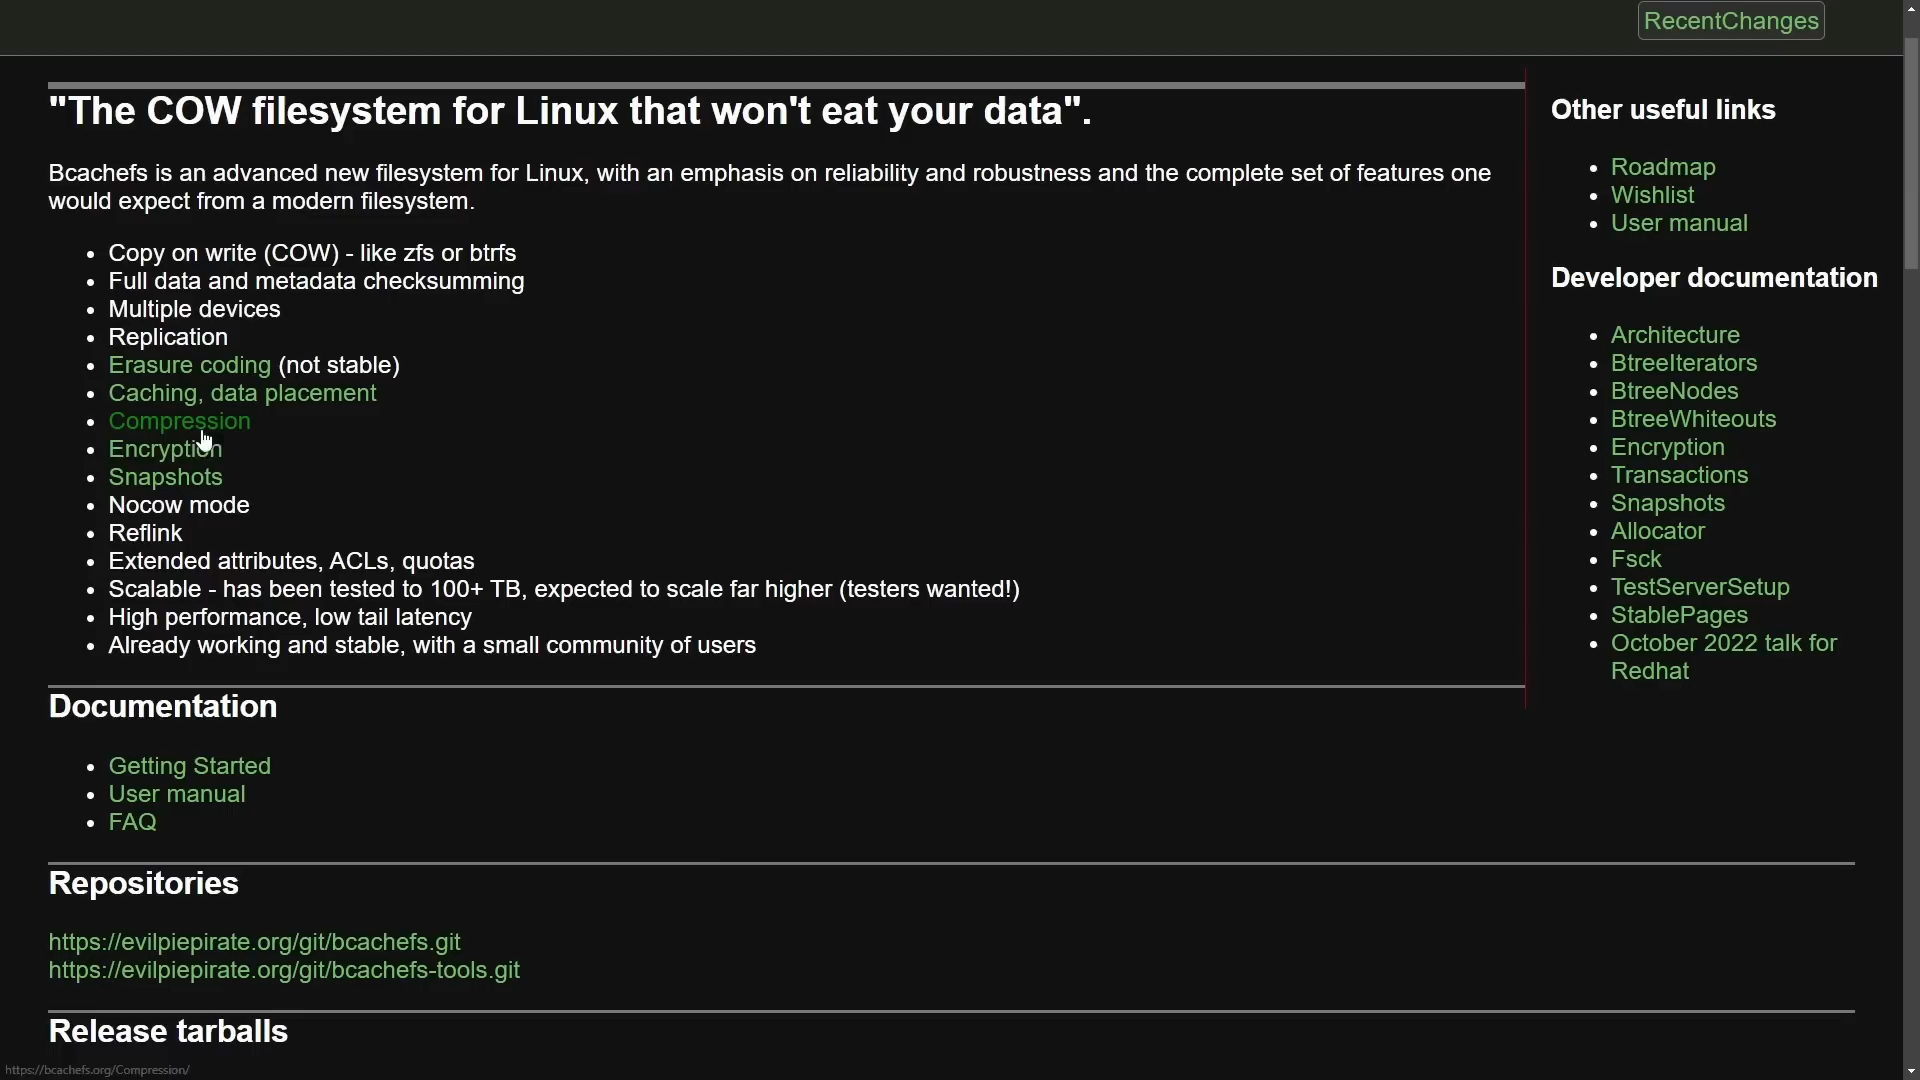 RecentChanges
"The COW filesystem for Linux that won't eat your data".
Bcachefs is an advanced new filesystem for Linux, with an emphasis on reliability and robustness and the complete set of features one
would expect from a modern filesystem.
Copy on write (COW) - like zfs or btrfs
Full data and metadata checksumming
Multiple devices
Replication
Erasure coding (not stable)
Caching, data placement
Compression
Encryption
Snapshots
Nocow mode
Reflink
Extended attributes, ACLs, quotas
Scalable - has been tested to 100+ TB, expected to scale far higher (testers wanted!)
High performance, low tail latency
Already working and stable, with a small community of users
Other useful links
Roadmap
Wishlist
User manual
Developer documentation
Architecture
BtreeIterators
BtreeNodes
BtreeWhiteouts
Encryption
Transactions
Snapshots
Allocator
Fsck
TestServerSetup
StablePages
October 2022 talk for
Redhat
Documentation
Getting Started
User manual
FAQ
Repositories
https://evilpiepirate.org/git/bcachefs.git
https://evilpiepirate.org/git/bcachefs-tools.git
Release tarballs
https://bcachefs.org/Compression/